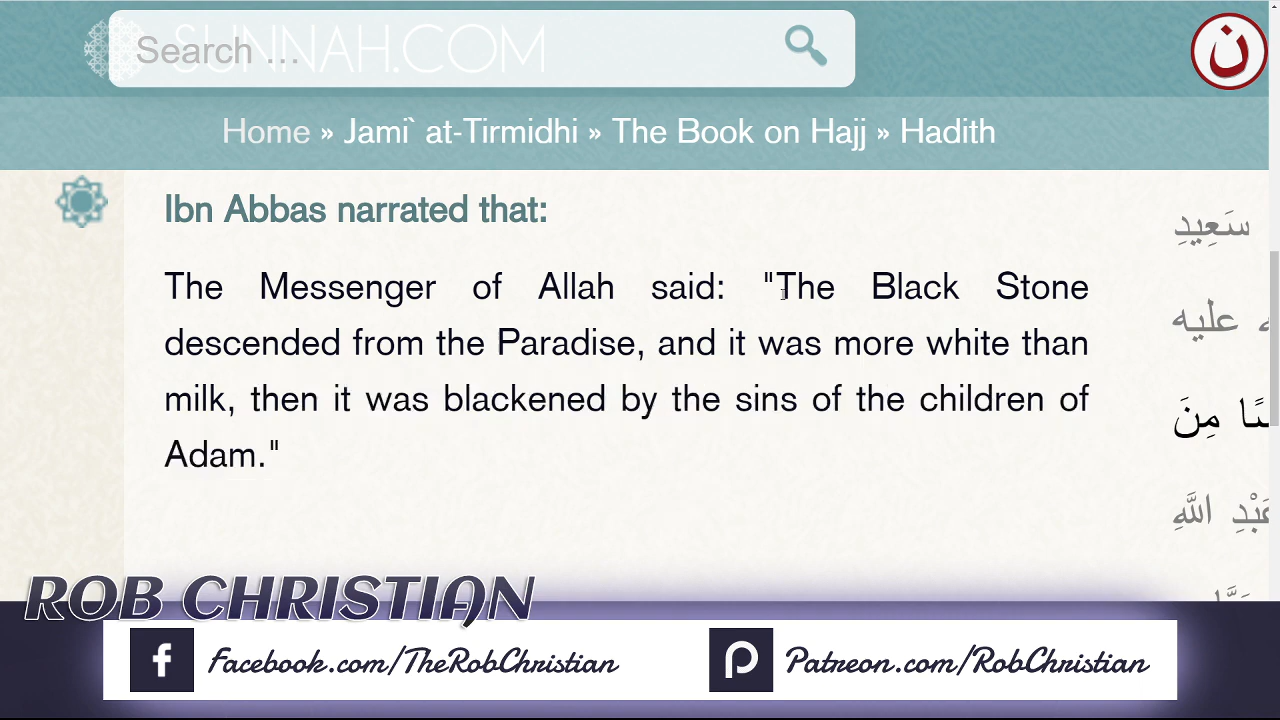 SUNNAH.COM
Search ...
ن
Home » Jami` at-Tirmidhi » The Book on Hajj » Hadith
Ibn Abbas narrated that:
سَعِيدِ
The Messenger of Allah said: "The Black Stone
عليه
descended from the Paradise, and it was more white than
milk, then it was blackened by the sins of the children of
مِنَ
Adam."
اللَّهِ
ROB CHRISTIAN
f Facebook.com/TheRobChristian
Patreon.com/RobChristian